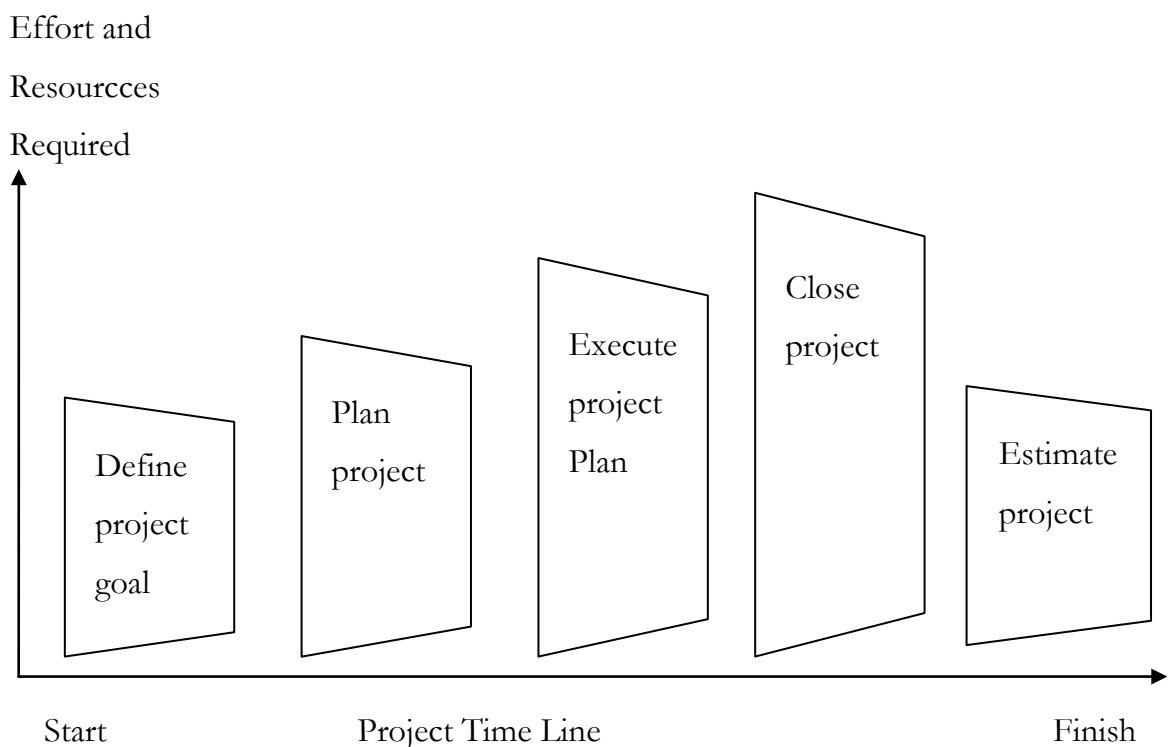 Effort and
Resourcces
Required
Define
project
goal
Plan
project
Execute
project
Plan
Close
project
Estimate
project
Start
Project Time Line
Finish